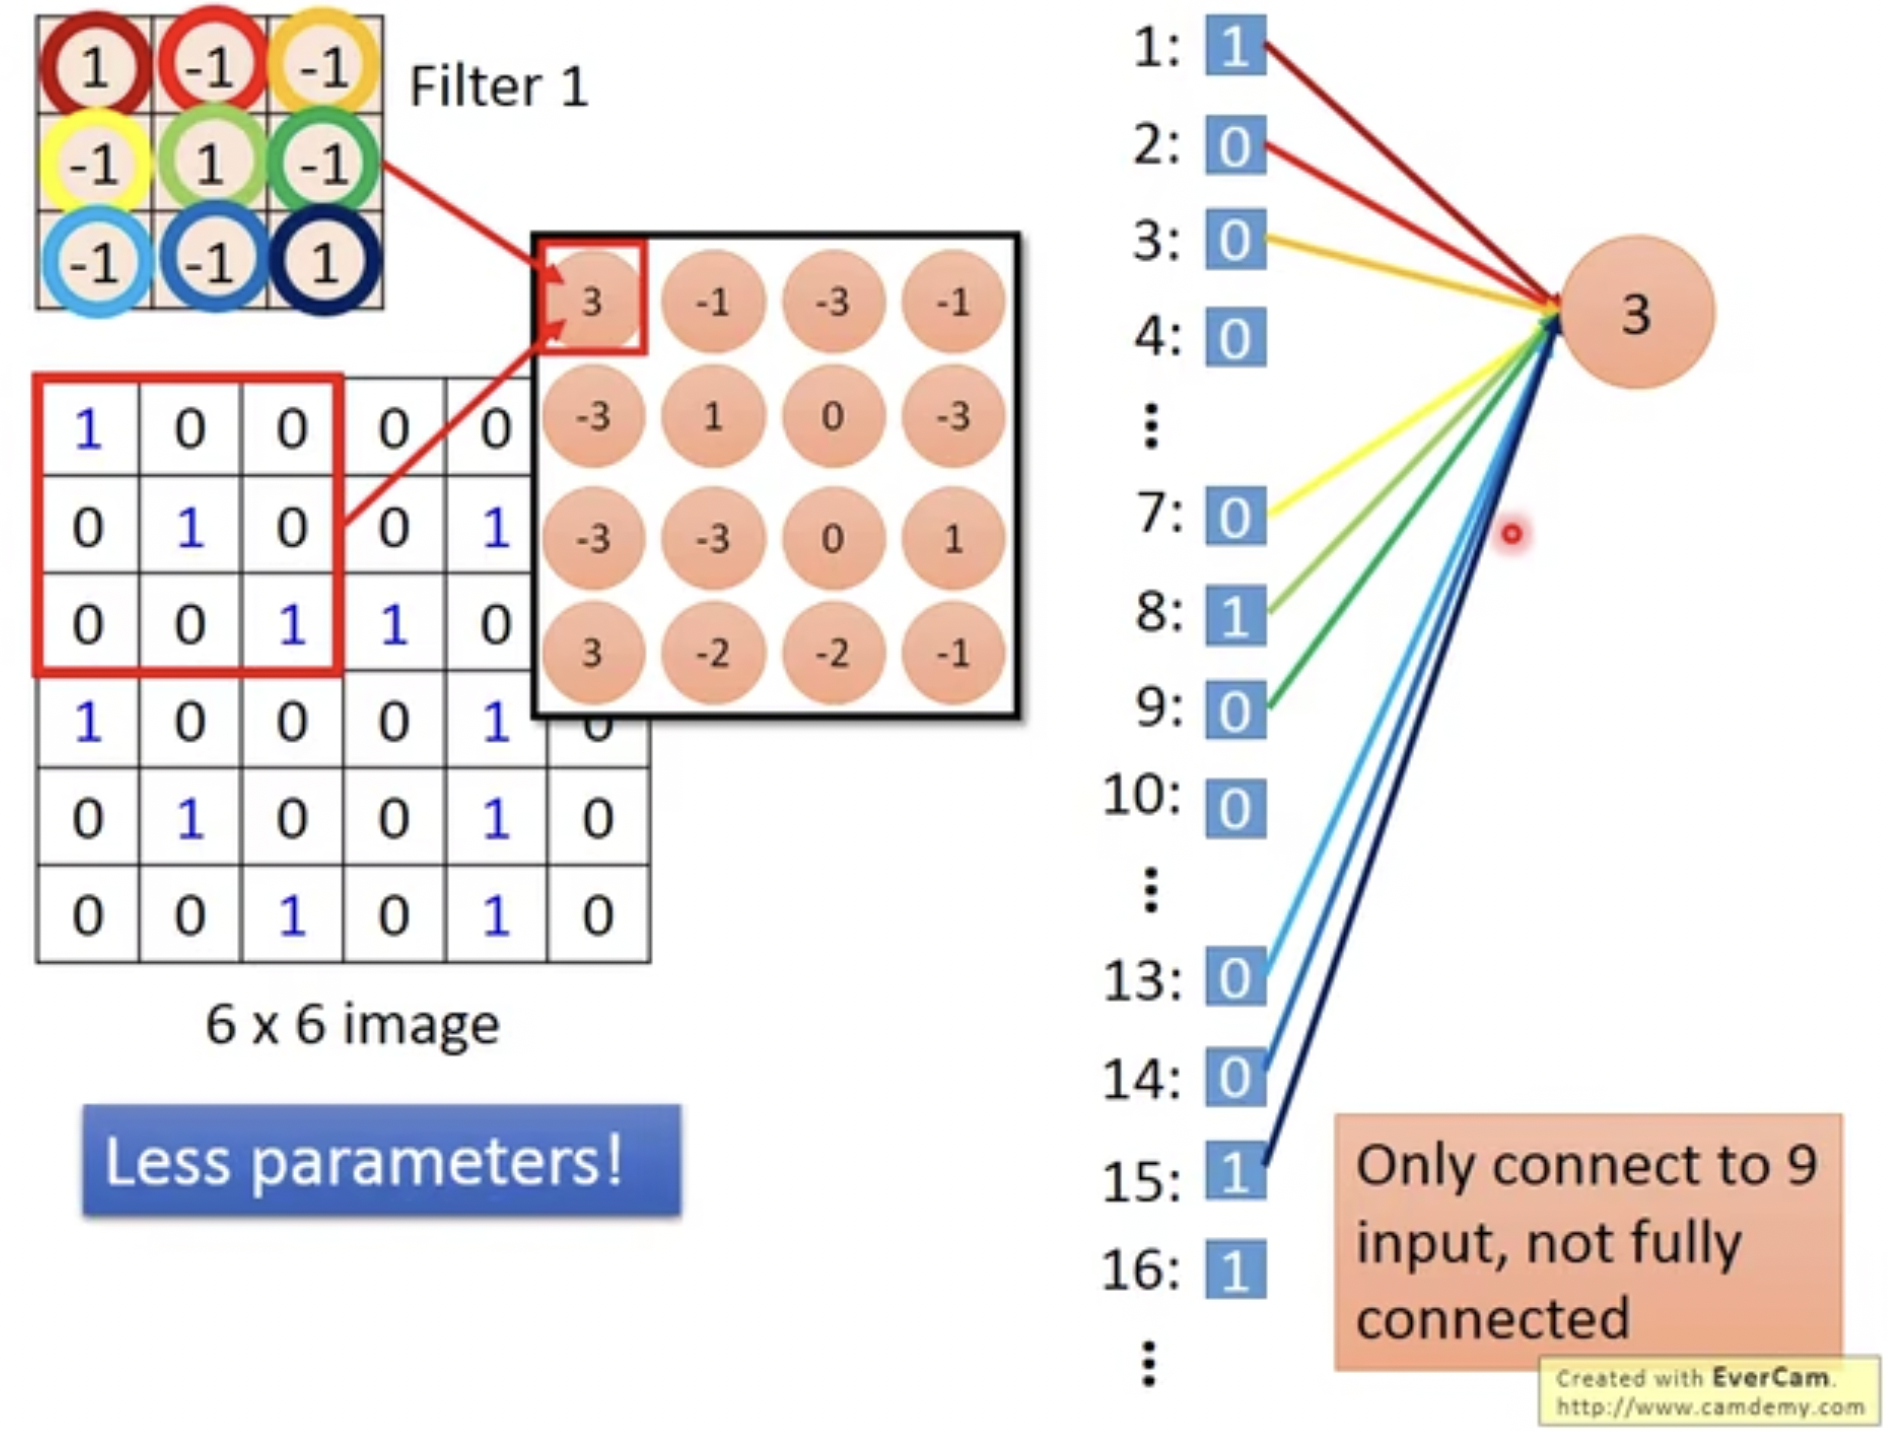 1 -1 -1
Filter 1
-1 1 -1
-1 -1 1
3 -1 -3 -1
-3 1 0 -3
-3 -3 0 1
3 -2 -2 -1
1 0 0 0 0
0 1 0 0 1
0 0 1 1 0
1 0 0 0 1 0
0 1 0 0 1 0
0 0 1 0 1 0
6 x 6 image
Less parameters!
1: 1
2: 0
3: 0
4: 0
⋮
7: 0
8: 1
9: 0
10: 0
⋮
13: 0
14: 0
15: 1
16: 1
⋮
3
Only connect to 9
input, not fully
connected
Created with EverCam.
http://www.camdemy.com